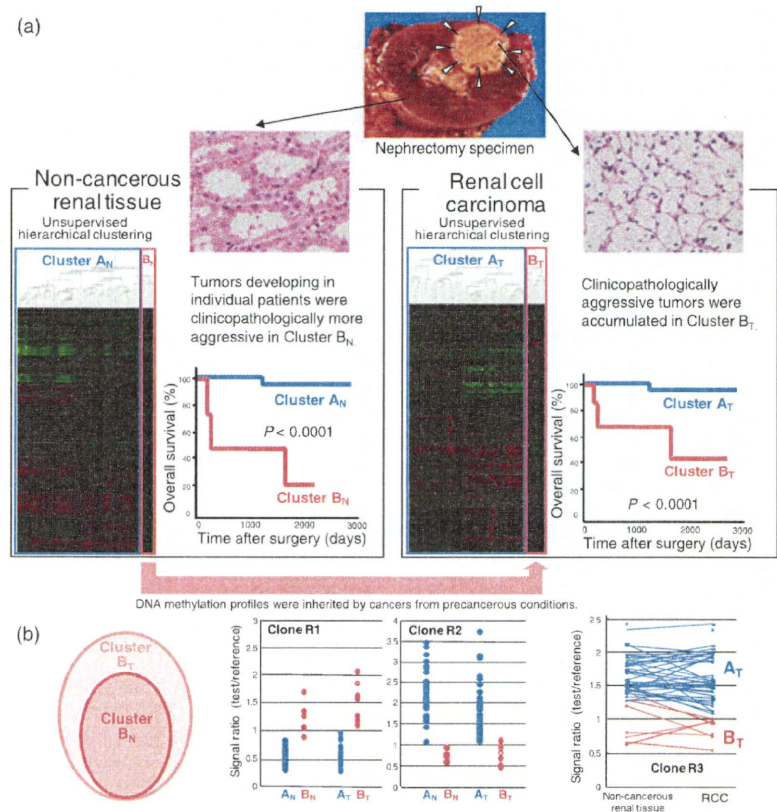 (a)
Nephrectomy specimen
Non-cancerous
renal tissue
Unsupervised
hierarchical clustering
Cluster AN
BN
Tumors developing in
individual patients were
clinicopathologically more
aggressive in Cluster BN.
Overall survival (%)
100
80
60
40
20
0
Cluster AN
P < 0.0001
Cluster BN
0 1000 2000 3000
Time after surgery (days)
Renal cell
carcinoma
Unsupervised
hierarchical clustering
Cluster AT
BT
Clinicopathologically
aggressive tumors were
accumulated in Cluster BT.
Overall survival (%)
100
80
60
40
20
0
Cluster AT
Cluster BT
P < 0.0001
0 1000 2000 3000
Time after surgery (days)
DNA methylation profiles were inherited by cancers from precancerous conditions.
(b)
Cluster
BT
Cluster
BN
Signal ratio (test/reference)
3
2.5
2
1.5
1
0.5
0
Clone R1
AN BN AT BT
4
3.5
3
2.5
2
1.5
1
0.5
0
Clone R2
AN BN AT BT
Signal ratio (test/reference)
2.5
2
1.5
1
0.5
0
AT
BT
Clone R3
Non-cancerous
renal tissue
RCC